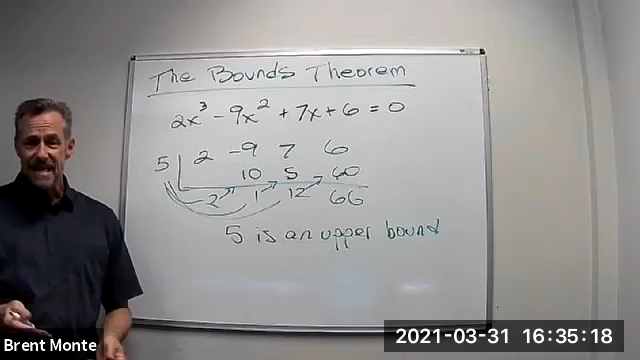 The Bounds Theorem
2x³ - 9x² + 7x + 6 = 0
5 2 -9 7 6
10 5 60
2 1 12 66
5 is an upper bound
Brent Monte
2021-03-31 16:35:18